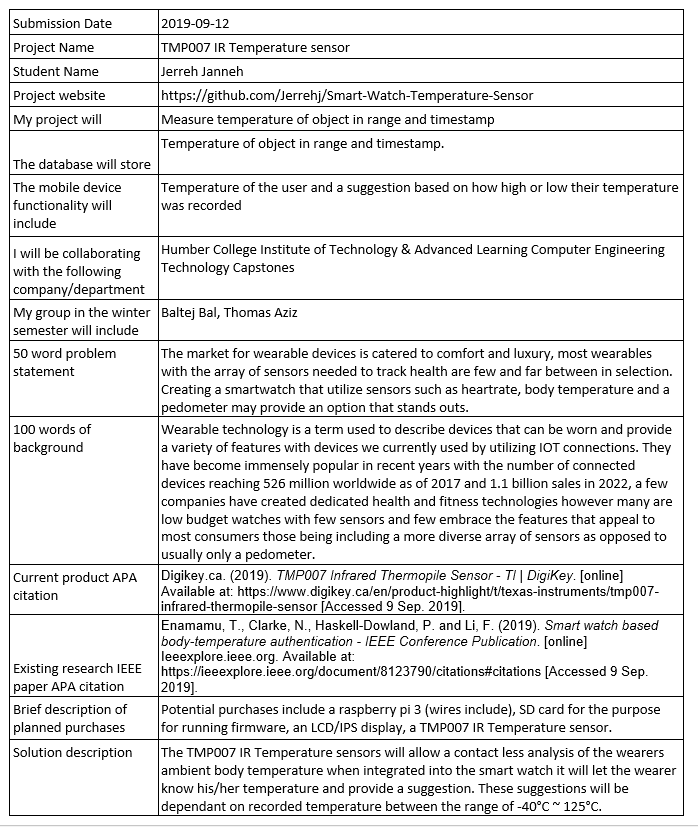 Submission Date 2019-09-12
Project Name TMP007 IR Temperature sensor
Student Name Jerreh Janneh
Project website https://github.com/Jerrehj/Smart-Watch-Temperature-Sensor
My project will Measure temperature of object in range and timestamp
The database will store Temperature of object in range and timestamp.
The mobile device
functionality will
include
Temperature of the user and a suggestion based on how high or low their temperature
was recorded
I will be collaborating
with the following
company/department
Humber College Institute of Technology & Advanced Learning Computer Engineering
Technology Capstones
My group in the winter
semester will include
Baltej Bal, Thomas Aziz
50 word problem
statement
The market for wearable devices is catered to comfort and luxury, most wearables
with the array of sensors needed to track health are few and far between in selection.
Creating a smartwatch that utilize sensors such as heartrate, body temperature and a
pedometer may provide an option that stands outs.
100 words of
background
Wearable technology is a term used to describe devices that can be worn and provide
a variety of features with devices we currently used by utilizing IOT connections. They
have become immensely popular in recent years with the number of connected
devices reaching 526 million worldwide as of 2017 and 1.1 billion sales in 2022, a few
companies have created dedicated health and fitness technologies however many are
low budget watches with few sensors and few embrace the features that appeal to
most consumers those being including a more diverse array of sensors as opposed to
usually only a pedometer.
Current product APA
citation
Digikey.ca. (2019). TMP007 Infrared Thermopile Sensor - TI | DigiKey. [online]
Available at: https://www.digikey.ca/en/product-highlight/t/texas-instruments/tmp007-
infrared-thermopile-sensor [Accessed 9 Sep. 2019].
Existing research IEEE
paper APA citation
Enamamu, T., Clarke, N., Haskell-Dowland, P. and Li, F. (2019). Smart watch based
body-temperature authentication - IEEE Conference Publication. [online]
Ieeexplore.ieee.org. Available at:
https://ieeexplore.ieee.org/document/8123790/citations#citations [Accessed 9 Sep.
2019].
Brief description of
planned purchases
Potential purchases include a raspberry pi 3 (wires include), SD card for the purpose
for running firmware, an LCD/IPS display, a TMP007 IR Temperature sensor.
Solution description
The TMP007 IR Temperature sensors will allow a contact less analysis of the wearers
ambient body temperature when integrated into the smart watch it will let the wearer
know his/her temperature and provide a suggestion. These suggestions will be
dependant on recorded temperature between the range of -40°C ~ 125°C.